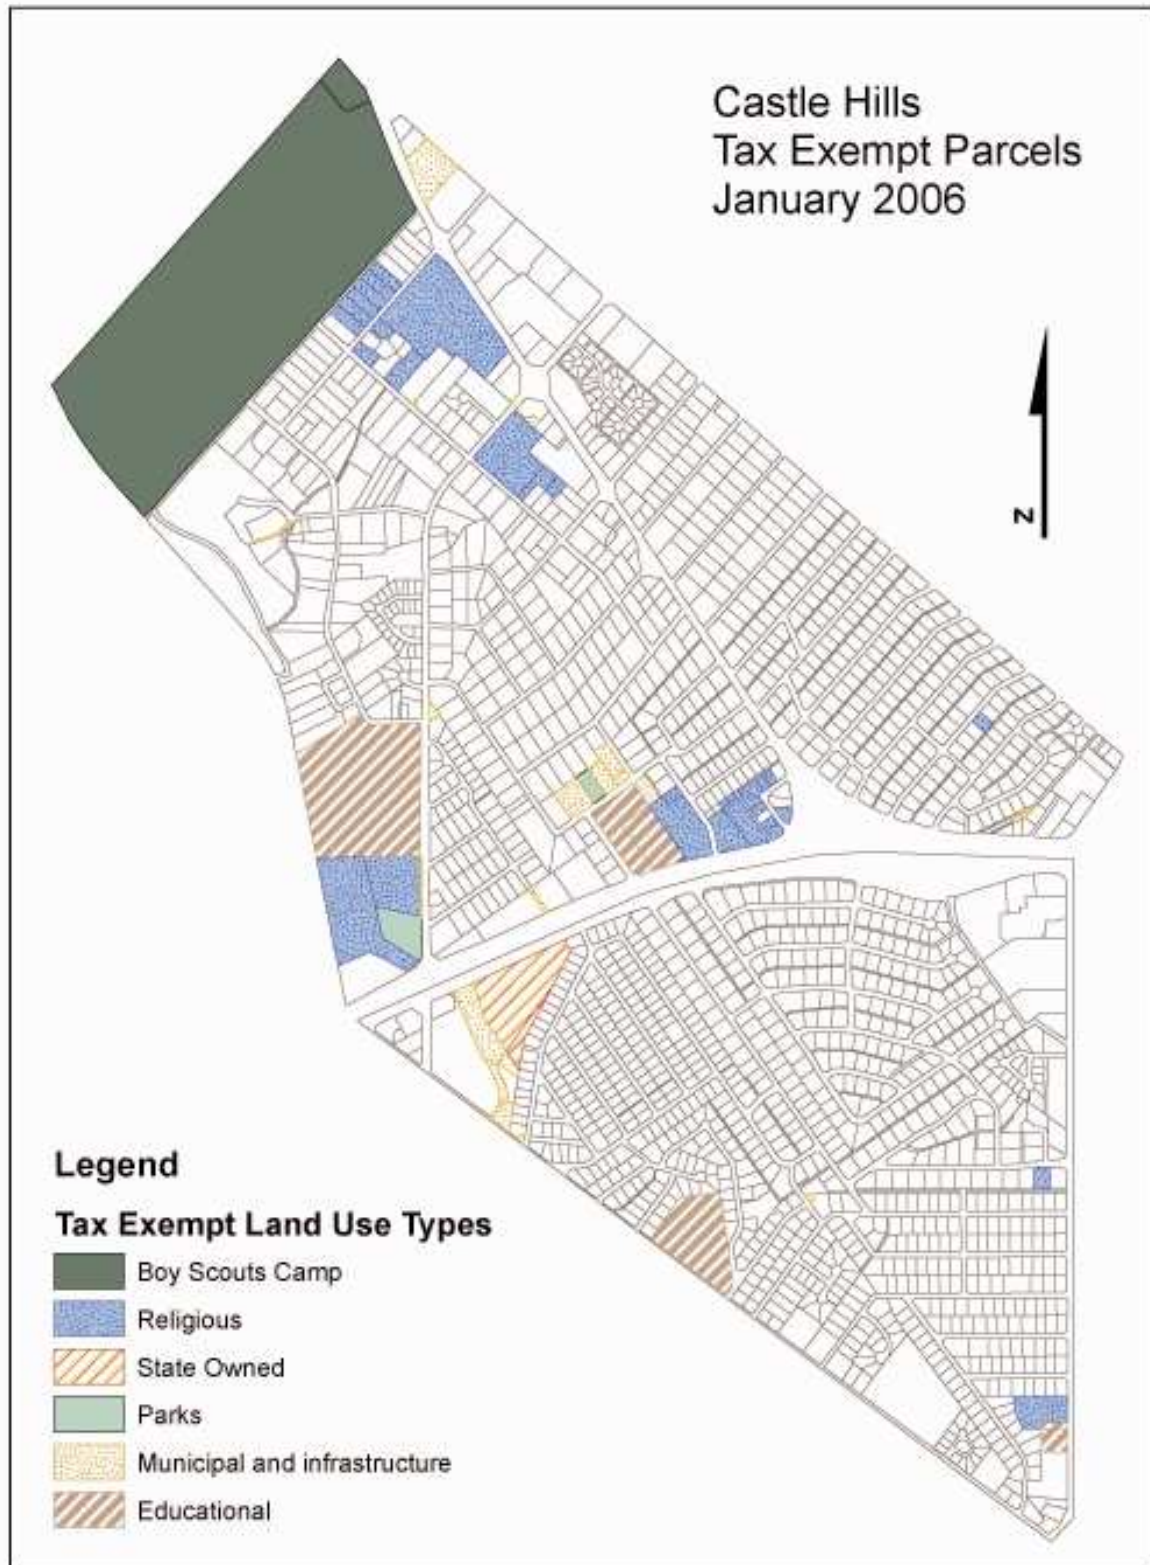 Castle Hills
Tax Exempt Parcels
January 2006
N
Legend
Tax Exempt Land Use Types
Boy Scouts Camp
Religious
State Owned
Parks
Municipal and infrastructure
Educational